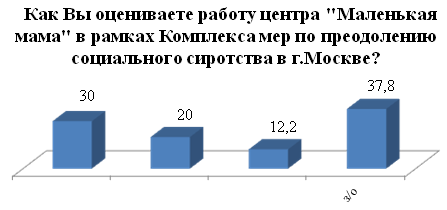 Как Вы оцениваете работу центра "Маленькая
мама" в рамках Комплекса мер по преодолению
социального сиротства в г.Москве?
37,8
30
20
12,2
з/о